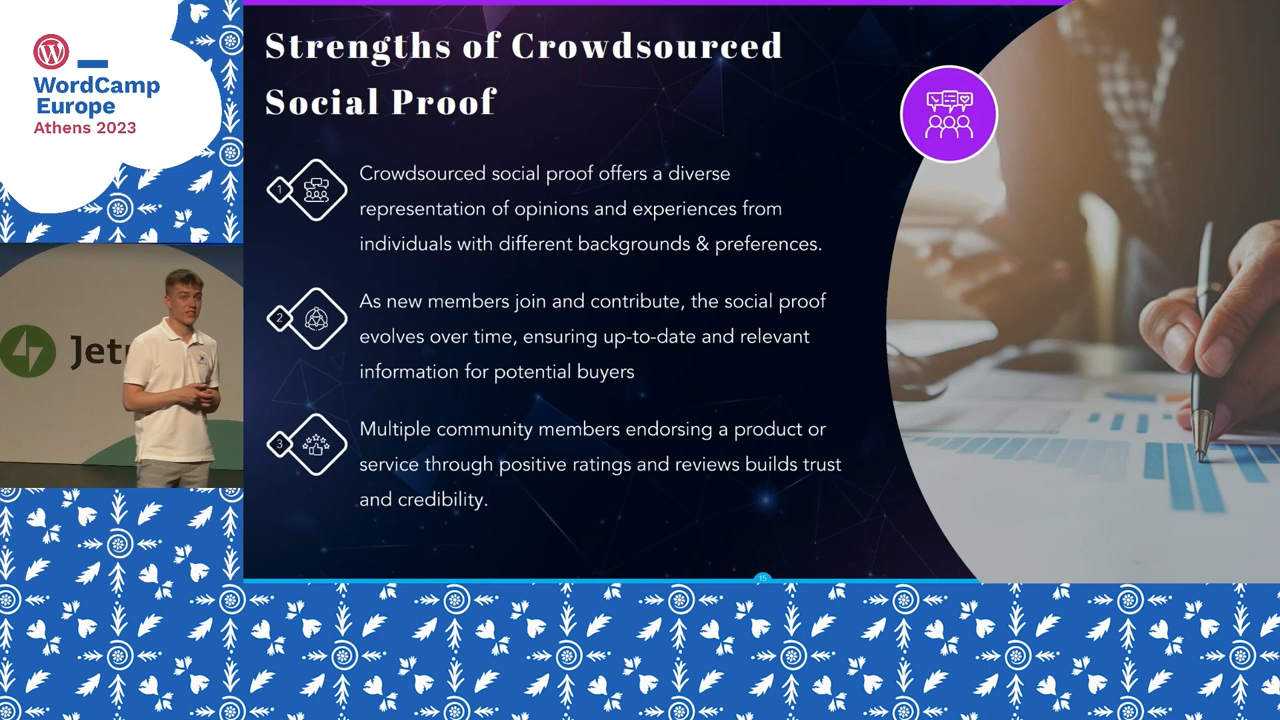 WordCamp
Europe
Athens 2023
Strengths of Crowdsourced
Social Proof
1
Crowdsourced social proof offers a diverse
representation of opinions and experiences from
individuals with different backgrounds & preferences.
2
As new members join and contribute, the social proof
evolves over time, ensuring up-to-date and relevant
information for potential buyers
3
Multiple community members endorsing a product or
service through positive ratings and reviews builds trust
and credibility.
15
Jet